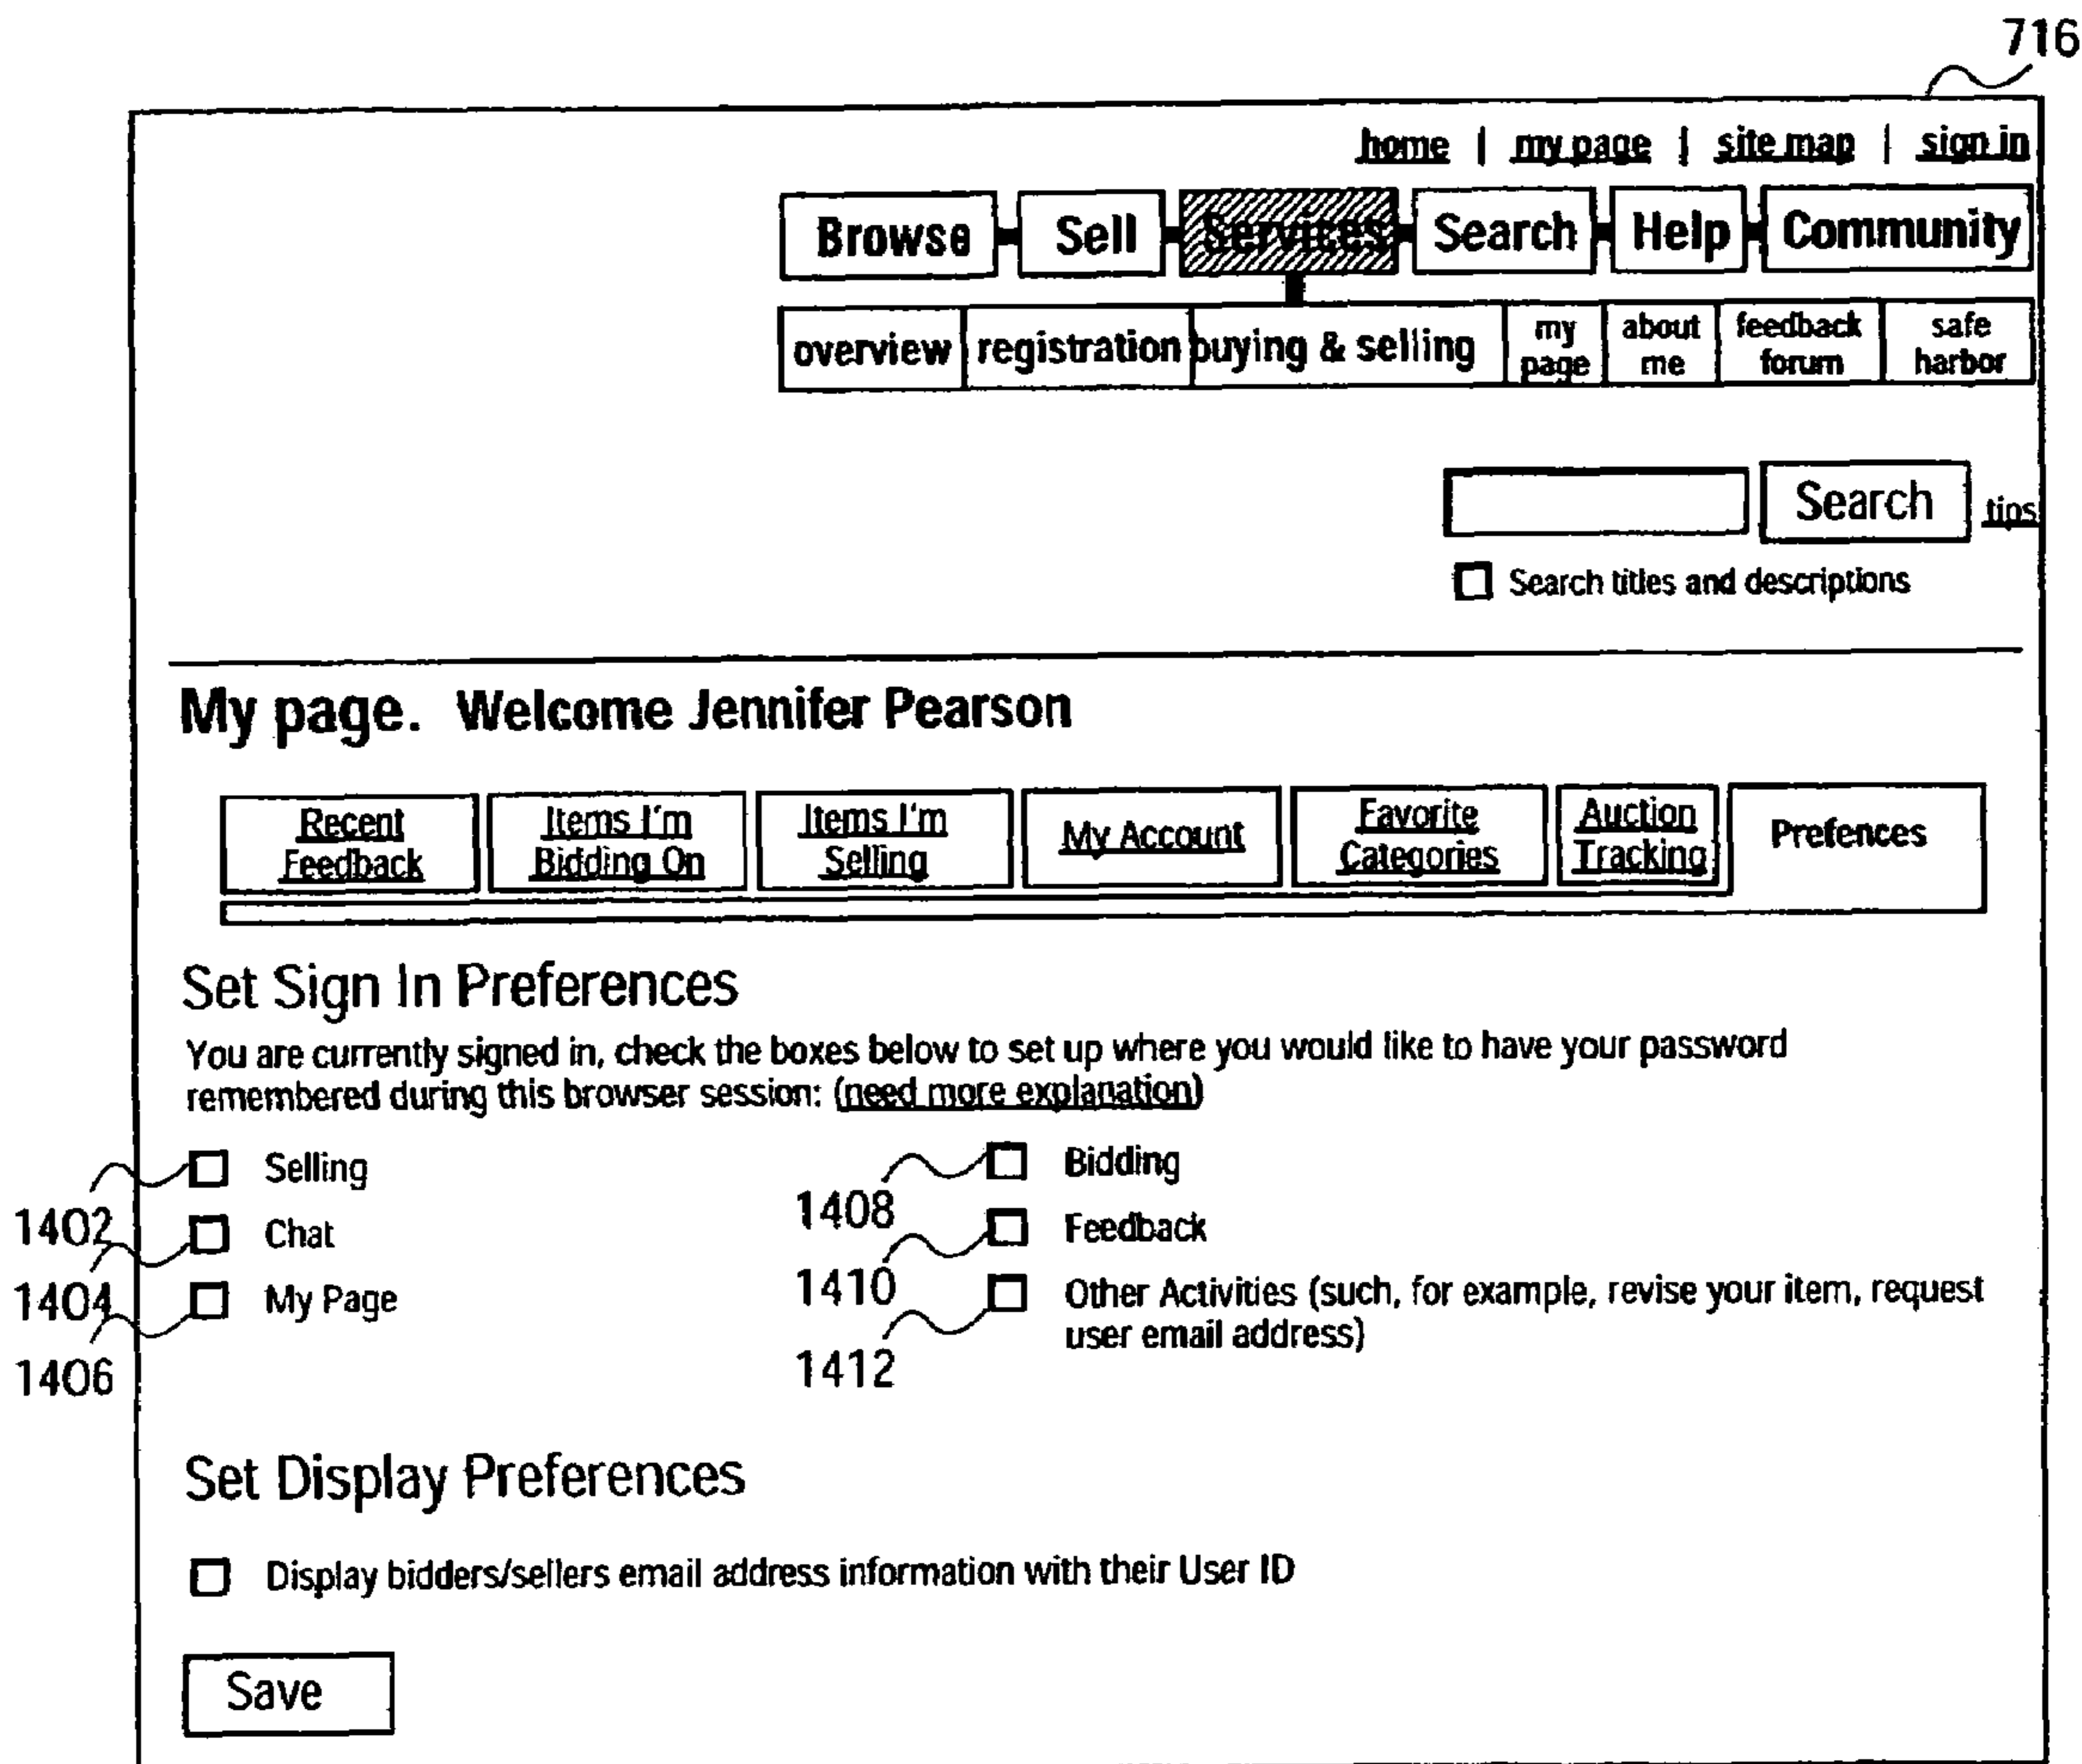 716
home | my page | site map | sign in
Browse Sell Services Search Help Community
overview registration buying & selling my page about me feedback forum safe harbor
Search tips
Search titles and descriptions
My page. Welcome Jennifer Pearson
Recent Feedback Items I'm Bidding On Items I'm Selling My Account Favorite Categories Auction Tracking Prefences
Set Sign In Preferences
You are currently signed in, check the boxes below to set up where you would like to have your password
remembered during this browser session: (need more explanation)
Selling
1402
Chat
1404
My Page
1406
Bidding
1408
Feedback
1410
Other Activities (such, for example, revise your item, request
user email address)
1412
Set Display Preferences
Display bidders/sellers email address information with their User ID
Save